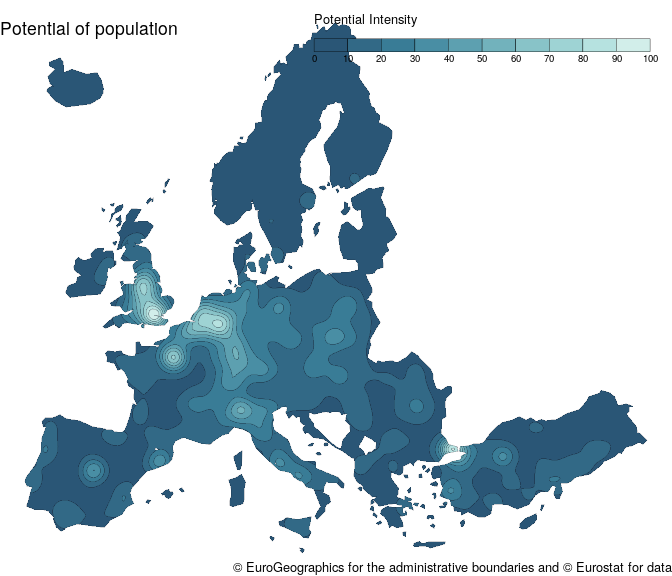 Potential Intensity
Potential of population
0 10 20 30 40 50 60 70 80 90 100
© EuroGeographics for the administrative boundaries and © Eurostat for data